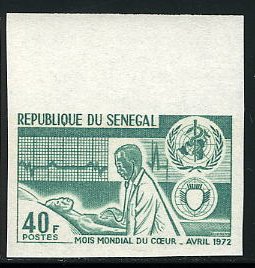 REPUBLIQUE DU SENEGAL
40F
POSTES
MOIS MONDIAL DU CŒUR _ AVRIL 1972